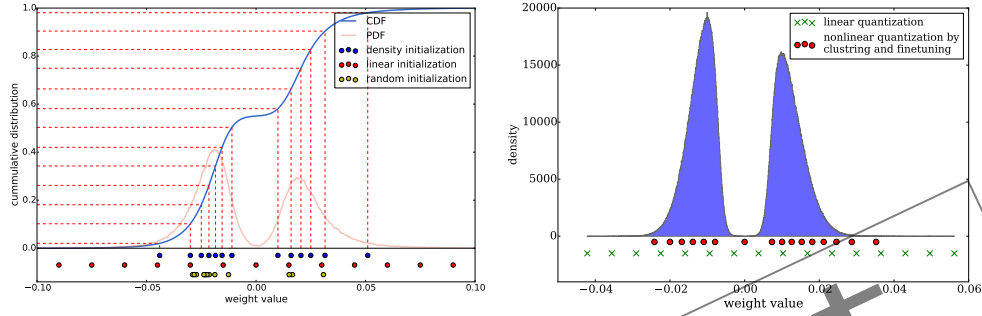 1.0
0.8
0.6
0.4
0.2
0.0
cummulative distribution
CDF
PDF
density initialization
linear initialization
random initialization
−0.10
−0.05
0.00
0.05
0.10
weight value
20000
15000
10000
5000
0
density
linear quantization
nonlinear quantization by
clustring and finetuning
−0.04
−0.02
0.00
0.02
0.04
0.06
weight value